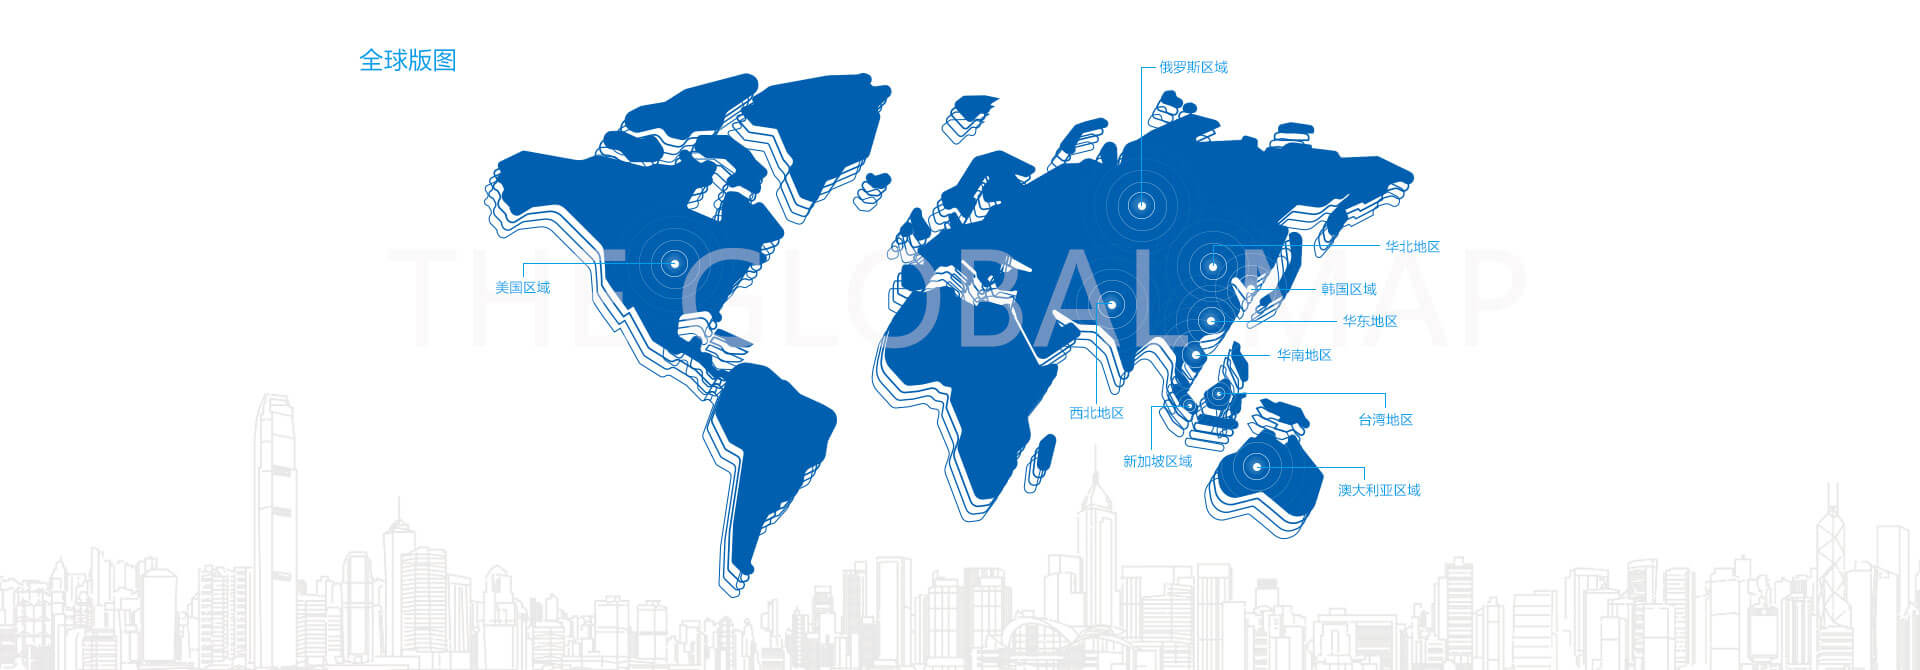 全球版图
俄罗斯区域
THE GLOBAL MAP
华北地区
美国区域
韩国区域
华东地区
华南地区
西北地区
台湾地区
新加坡区域
澳大利亚区域